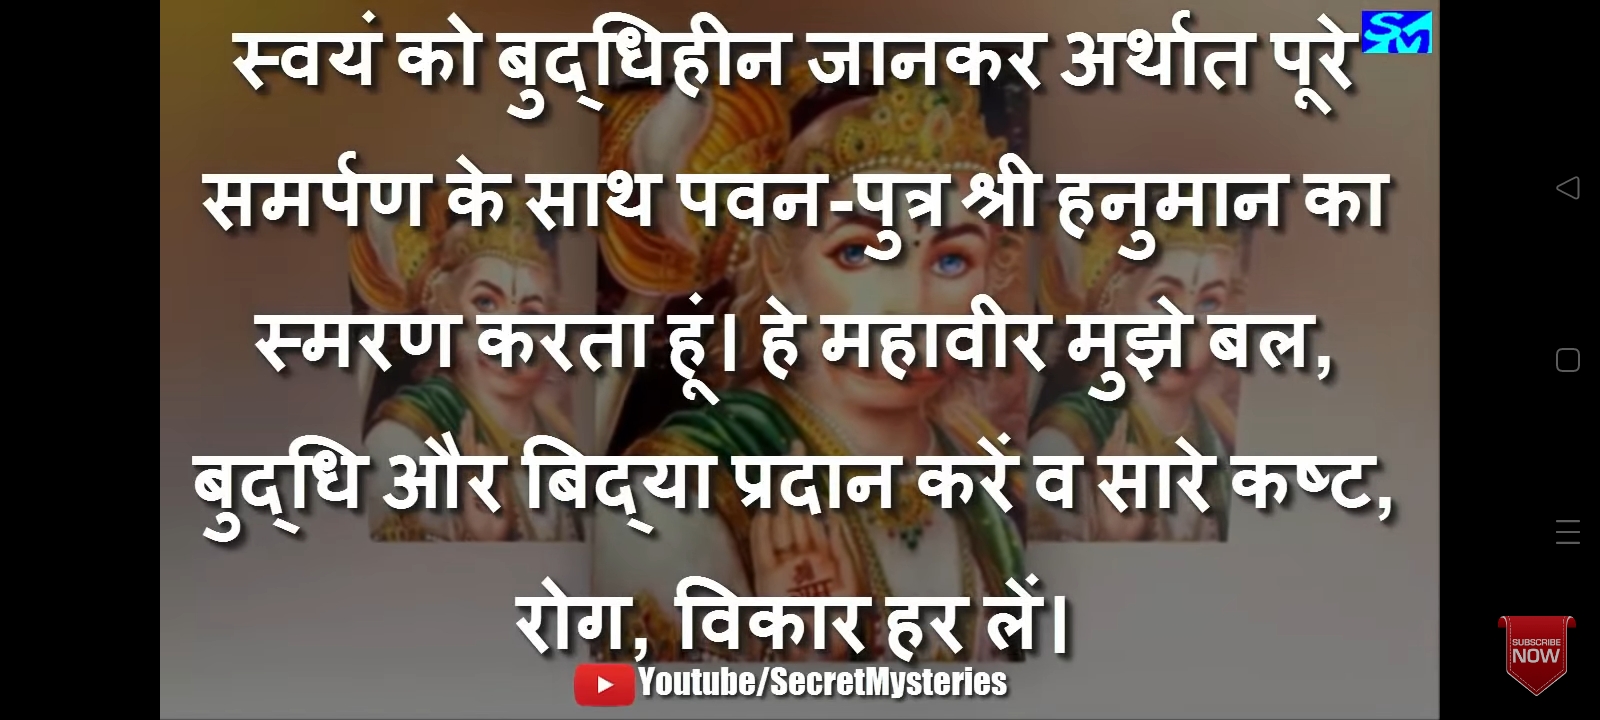 स्वयं को बुद्धिहीन जानकर अर्थात पूरे
SM
समर्पण के साथ पवन-पुत्र श्री हनुमान का
स्मरण करता हूं। हे महावीर मुझे बल,
बुद्धि और बिद्या प्रदान करें व सारे कष्ट,
रोग, विकार हर लें।
Youtube/SecretMysteries
SUBSCRIBE
NOW